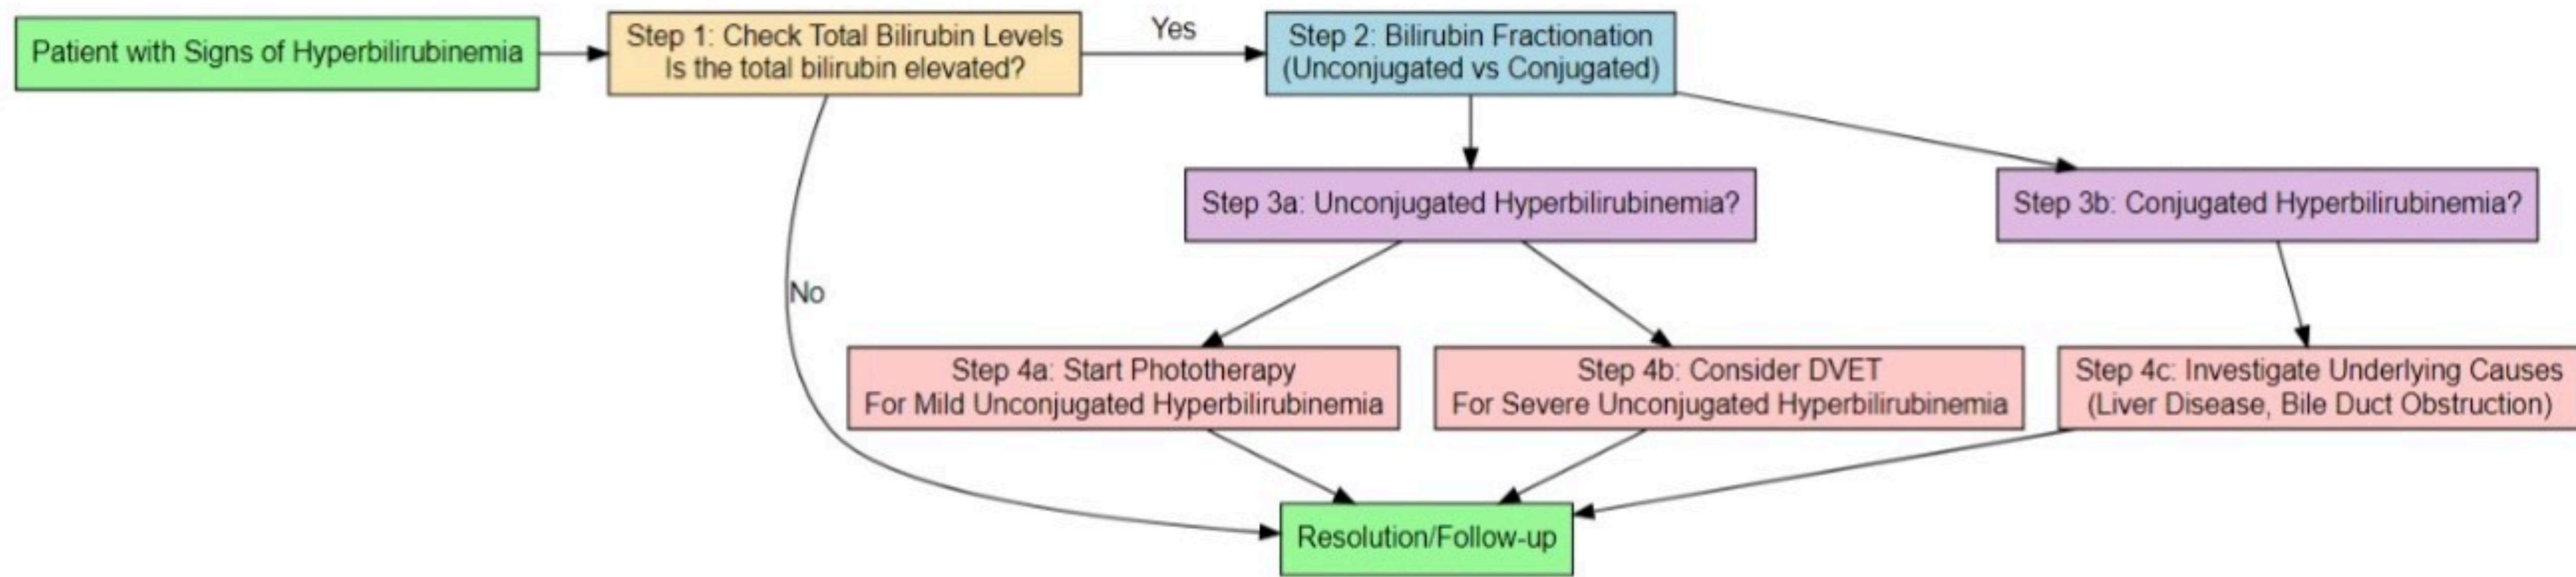 Patient with Signs of Hyperbilirubinemia
Step 1: Check Total Bilirubin Levels
Is the total bilirubin elevated?
Yes
Step 2: Bilirubin Fractionation
(Unconjugated vs Conjugated)
Step 3a: Unconjugated Hyperbilirubinemia?
Step 3b: Conjugated Hyperbilirubinemia?
No
Step 4a: Start Phototherapy
For Mild Unconjugated Hyperbilirubinemia
Step 4b: Consider DVET
For Severe Unconjugated Hyperbilirubinemia
Step 4c: Investigate Underlying Causes
(Liver Disease, Bile Duct Obstruction)
Resolution/Follow-up